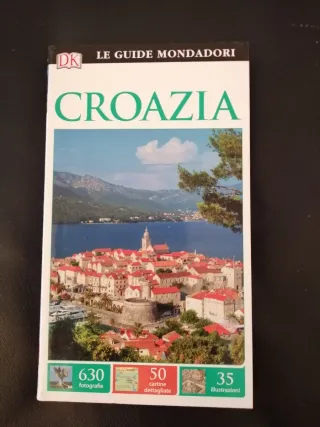 DK
LE GUIDE MONDADORI
CROAZIA
630
fotografie
50
cartine
dettagliate
35
illustrazioni